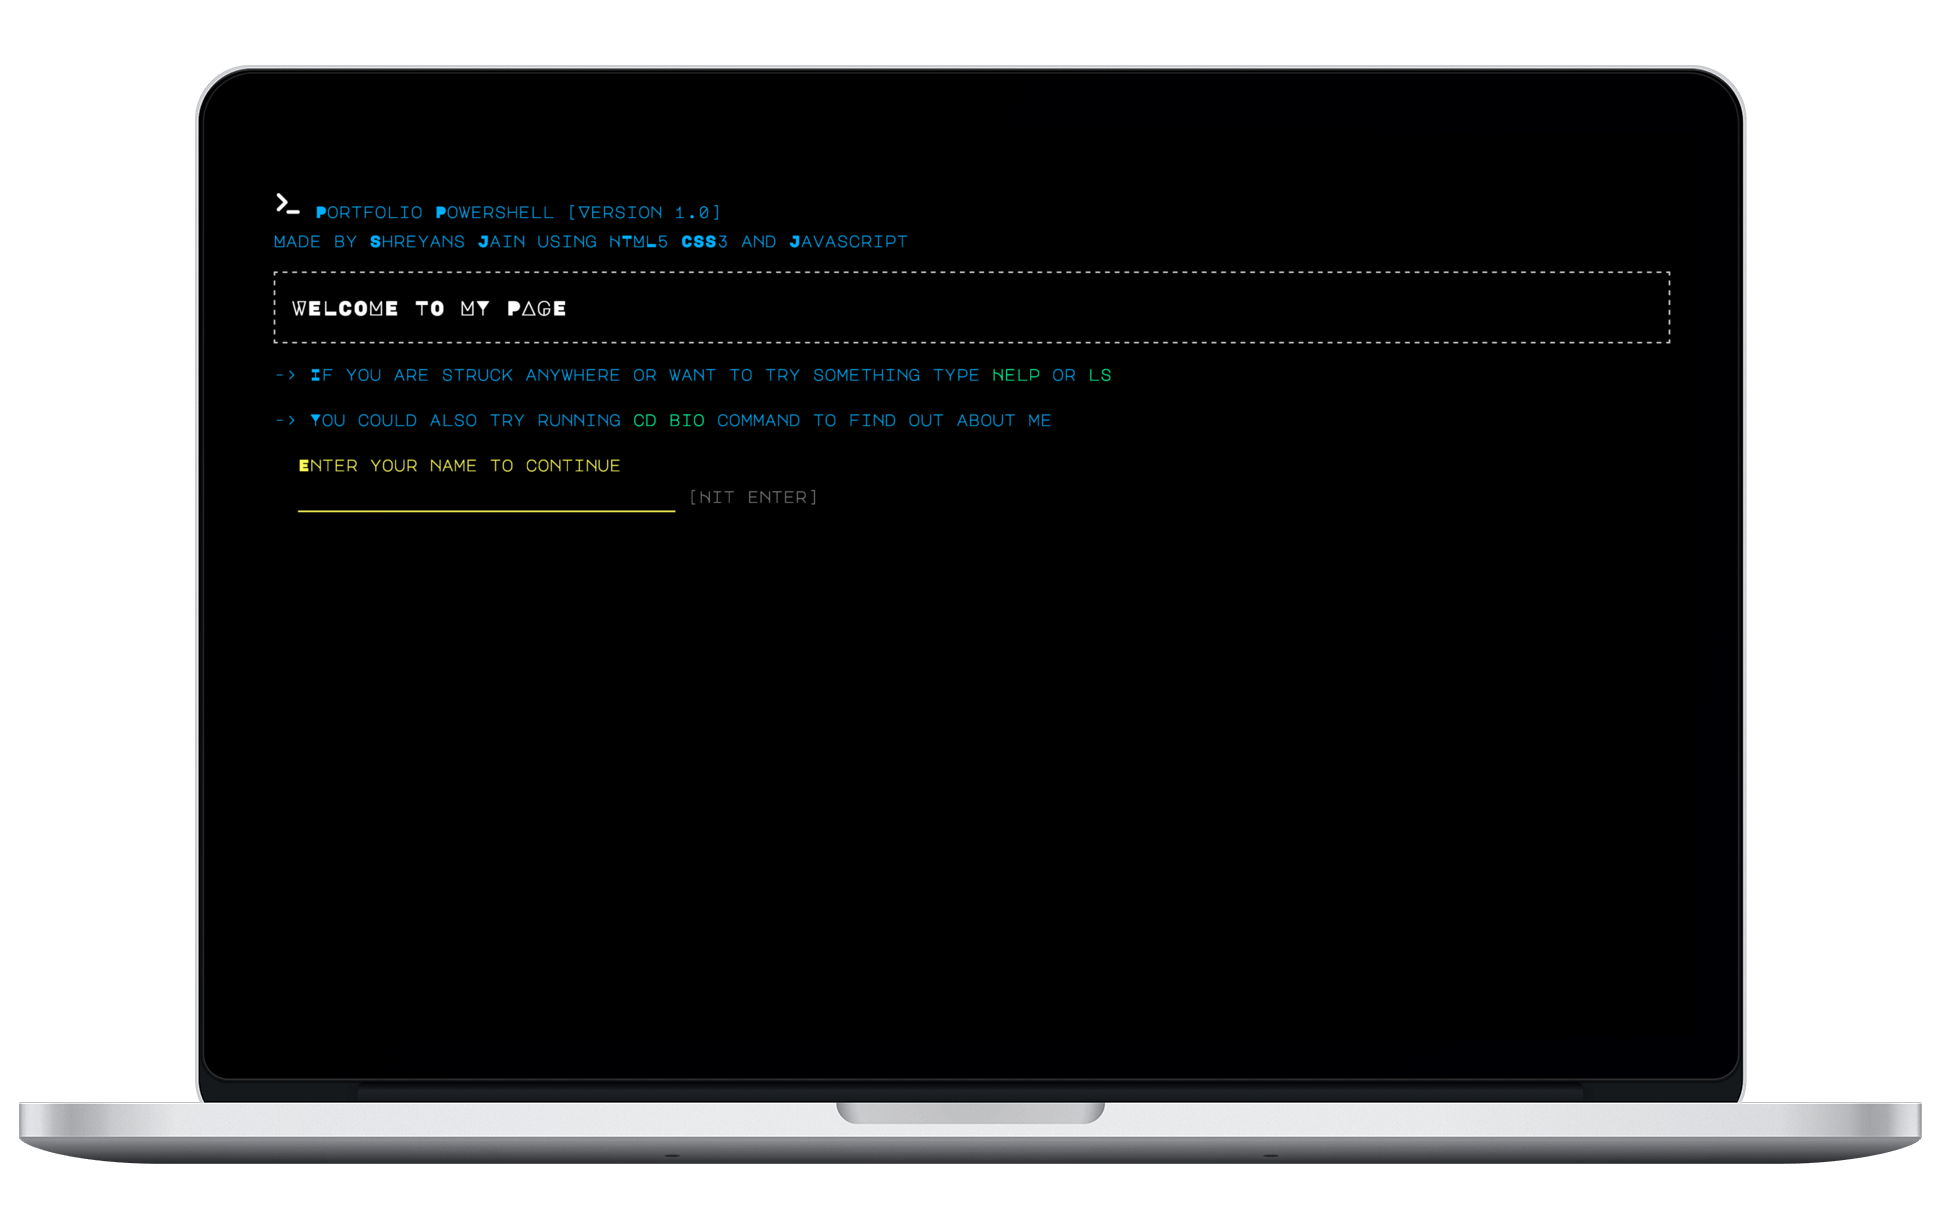 >_ Portfolio Powershell [Version 1.0]
made by Shreyans Jain using HTML5 CSS3 and Javascript
WELCOME TO MY PAGE
-> If you are struck anywhere or want to try something type help or ls
-> You could also try running cd bio command to find out about me
Enter your name to continue
[hit enter]